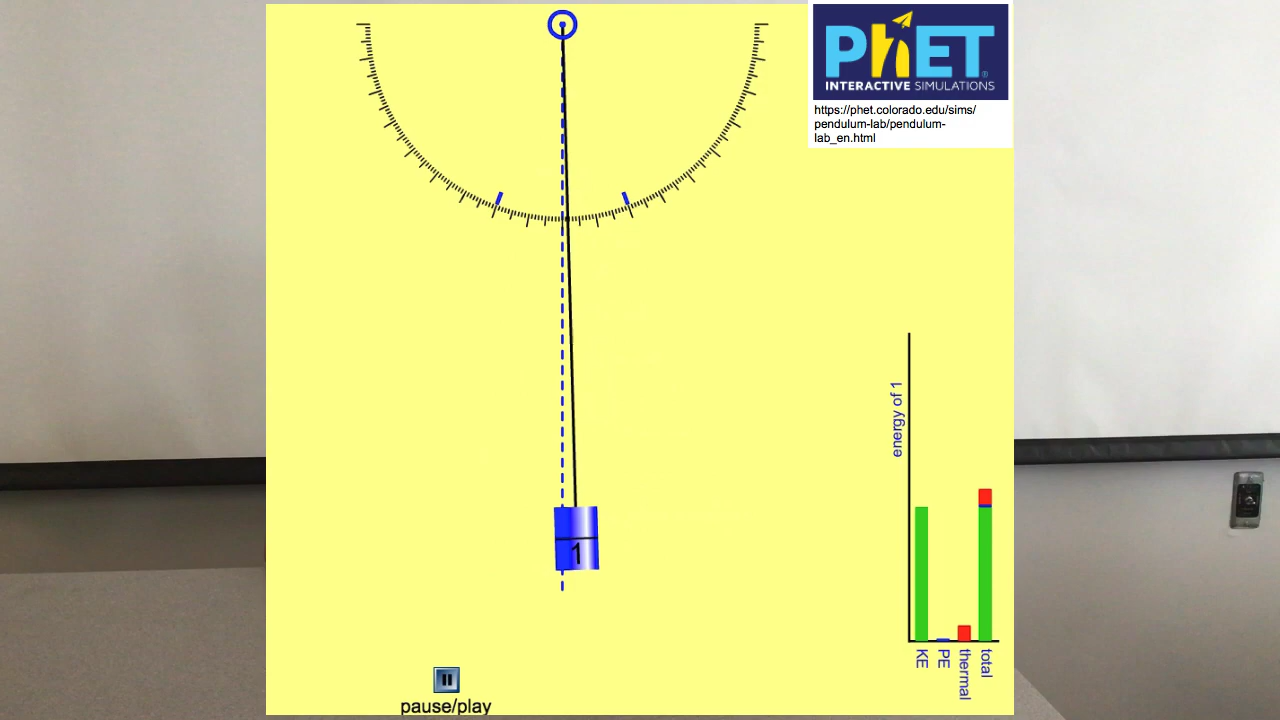 PhET
INTERACTIVE SIMULATIONS
https://phet.colorado.edu/sims/
pendulum-lab/pendulum-
lab_en.html
energy of 1
1
KE
PE
thermal
total
pause/play